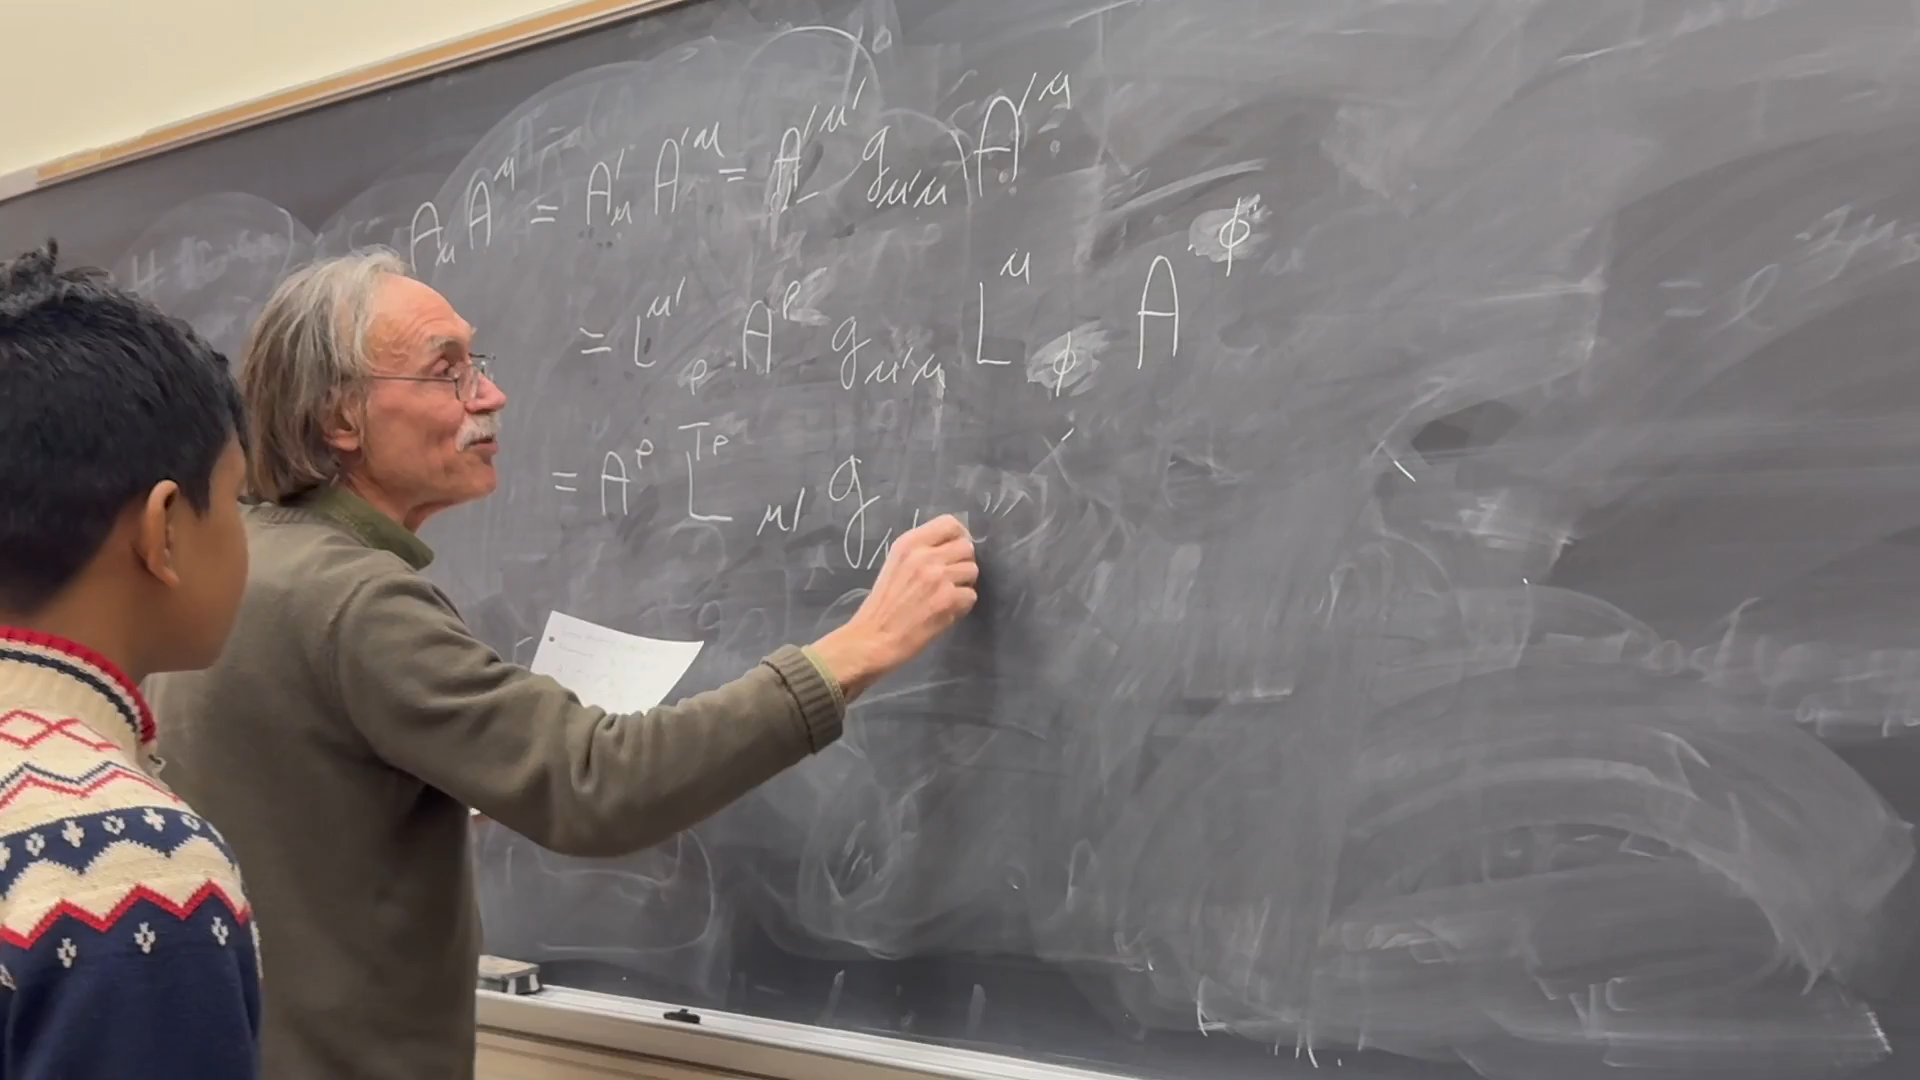 A_μ A^μ = A'_μ A'^μ = A'^μ' g_μ'μ A'^μ
= L^μ'_ρ A^ρ g_μ'μ L^μ_ϕ A^ϕ
= A^ρ L^Tρ_μ' g_μ'